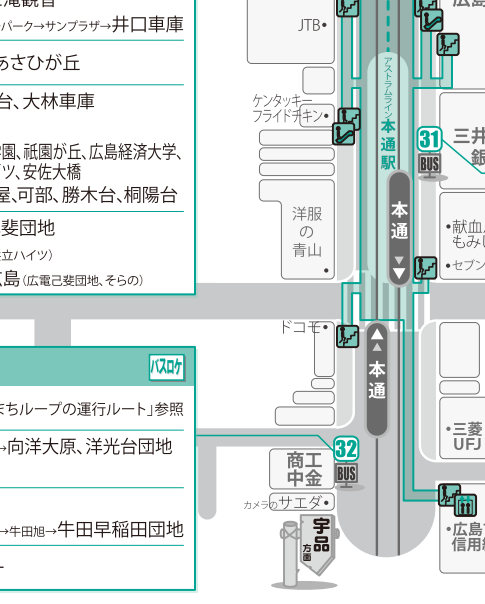 パーク→サンプラザ→井口車庫
あさひが丘
台、大林車庫
園、祇園が丘、広島経済大学、
ツ、安佐大橋
屋、可部、勝木台、桐陽台
斐団地
立ハイツ)
広島(広電己斐団地、そらの)
バスロケ
まちループの運行ルート」参照
→向洋大原、洋光台団地
→牛田旭→牛田早稲田団地
JTB
ケンタッキー
フライドチキン
アストラムライン
本通駅
31
BUS
三井
銀
洋服
の
青山
本通
献血
もみじ
セブン
ドコモ
本通
三菱
UFJ
32
BUS
商工
中金
カメラのサエダ
宇品
方面
広島
信用